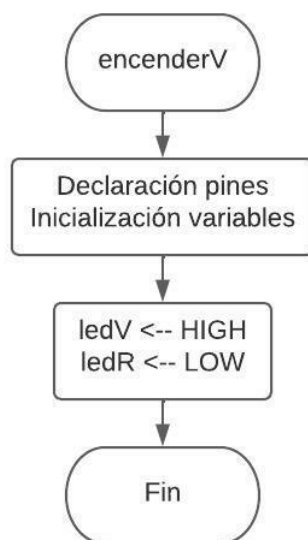 encenderV
Declaración pines
Inicialización variables
ledV <-- HIGH
ledR <-- LOW
Fin